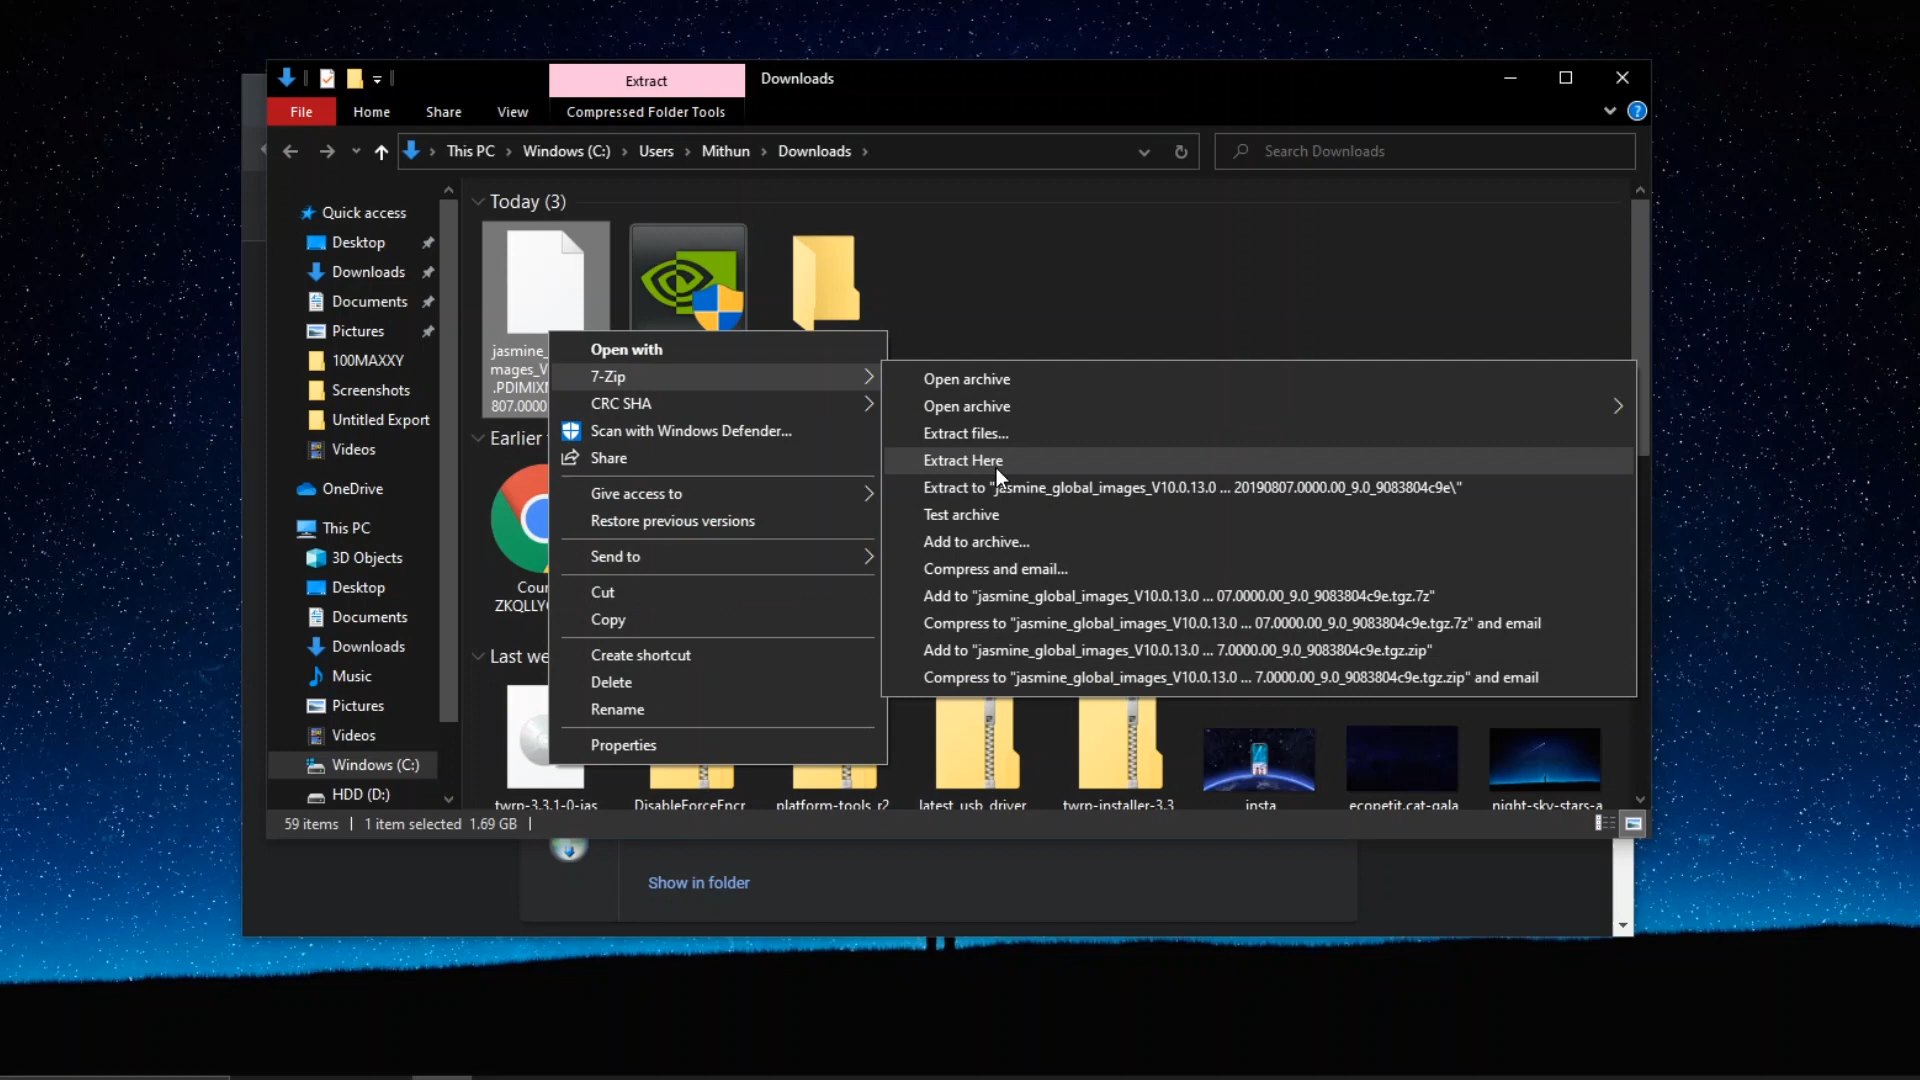 Extract
Downloads
File
Home
Share
View
Compressed Folder Tools
?
This PC
Windows (C:)
Users
Mithun
Downloads
Search Downloads
Quick access
Desktop
Downloads
Documents
Pictures
100MAXXY
Screenshots
Untitled Export
Videos
OneDrive
This PC
3D Objects
Desktop
Documents
Downloads
Music
Pictures
Videos
Windows (C:)
HDD (D:)
Today (3)
jasmine_
mages_V
.PDIMIX
807.0000
Earlier
Cour
ZKQLLY
Last we
twrp-3.3.1-0-jas
DisableForceEncr
platform-tools_r2
latest_usb_driver
twrp-installer-3.3
insta
ecopetit.cat-gala
night-sky-stars-a
Open with
7-Zip
CRC SHA
Scan with Windows Defender...
Share
Give access to
Restore previous versions
Send to
Cut
Copy
Create shortcut
Delete
Rename
Properties
Open archive
Open archive
Extract files...
Extract Here
Extract to "jasmine_global_images_V10.0.13.0 ... 20190807.0000.00_9.0_9083804c9e\"
Test archive
Add to archive...
Compress and email...
Add to "jasmine_global_images_V10.0.13.0 ... 07.0000.00_9.0_9083804c9e.tgz.7z"
Compress to "jasmine_global_images_V10.0.13.0 ... 07.0000.00_9.0_9083804c9e.tgz.7z" and email
Add to "jasmine_global_images_V10.0.13.0 ... 7.0000.00_9.0_9083804c9e.tgz.zip"
Compress to "jasmine_global_images_V10.0.13.0 ... 7.0000.00_9.0_9083804c9e.tgz.zip" and email
59 items
1 item selected 1.69 GB
Show in folder